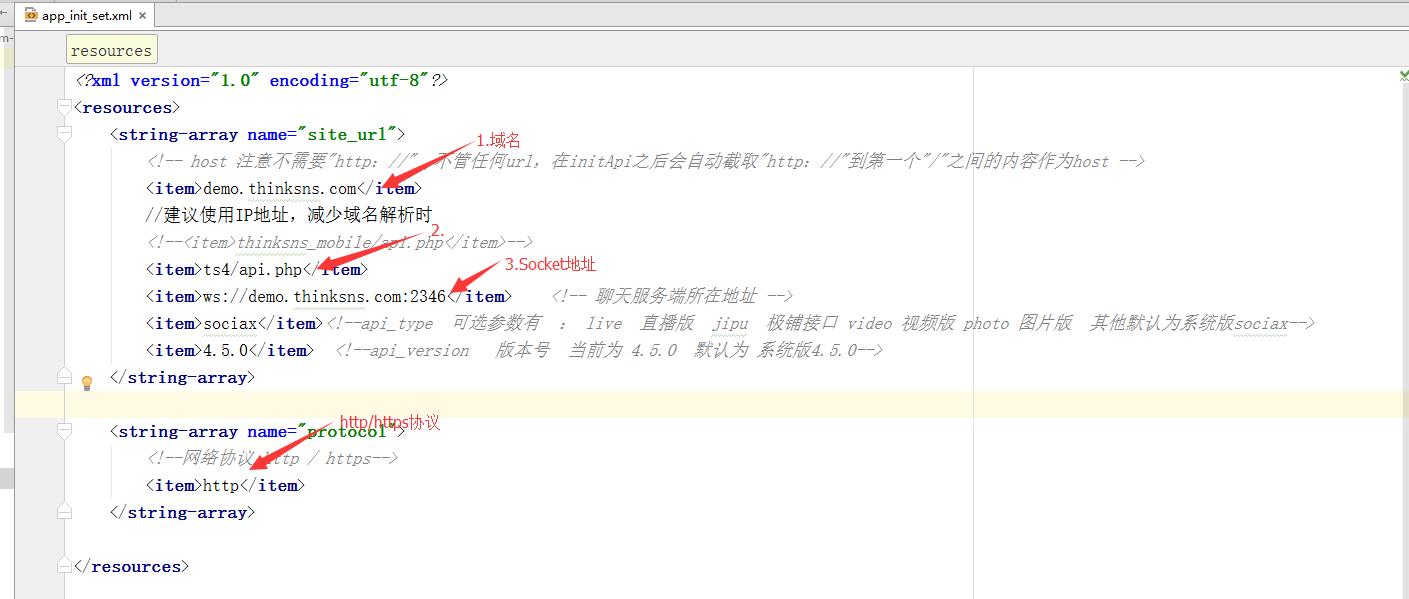 app_init_set.xml
m-
resources
<?xml version="1.0" encoding="utf-8"?>
<resources>
<string-array name="site_url">
1.域名
<!-- host 注意不需要"http://" 不管任何url,在initApi之后会自动截取"http://"到第一个"/"之间的内容作为host -->
<item>demo.thinksns.com</item>
//建议使用IP地址,减少域名解析时
2.
<!--<item>thinksns_mobile/api.php</item>-->
<item>ts4/api.php</item>
3.Socket地址
<item>ws://demo.thinksns.com:2346</item> <!-- 聊天服务端所在地址 -->
<item>sociax</item><!--api_type 可选参数有 : live 直播版 jipu 极铺接口 video 视频版 photo 图片版 其他默认为系统版sociax-->
<item>4.5.0</item> <!--api_version 版本号 当前为 4.5.0 默认为 系统版4.5.0-->
</string-array>
http/https协议
<string-array name="protocol">
<!--网络协议 http / https-->
<item>http</item>
</string-array>
</resources>